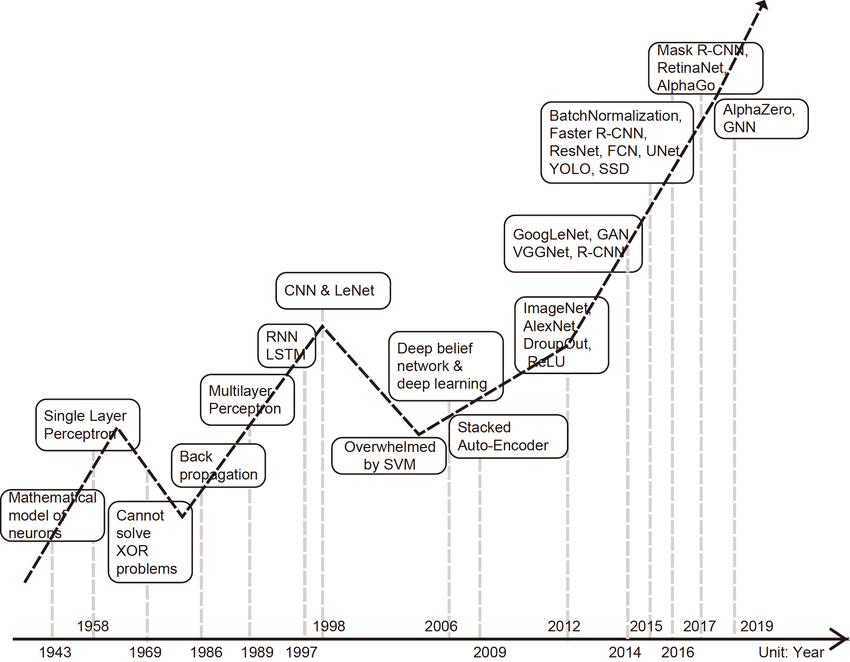 Mask R-CNN,
RetinaNet,
AlphaGo
AlphaZero,
GNN
BatchNormalization,
Faster R-CNN,
ResNet, FCN, UNet
YOLO, SSD
GoogLeNet, GAN
VGGNet, R-CNN
CNN & LeNet
ImageNet,
AlexNet,
DroupOut,
ReLU
RNN
LSTM
Deep belief
network &
deep learning
Multilayer
Perceptron
Single Layer
Perceptron
Stacked
Auto-Encoder
Overwhelmed
by SVM
Back
propagation
Mathematical
model of
neurons
Cannot
solve
XOR
problems
1958
1998
2006
2012
2015
2017
2019
1943
1969
1986
1989
1997
2009
2014
2016
Unit: Year